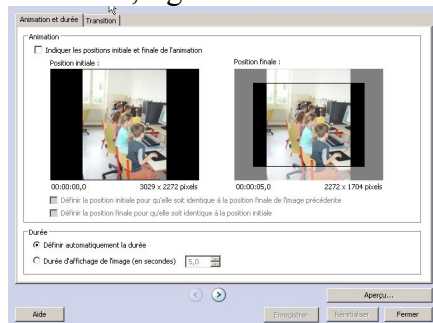 Animation et durée Transition
Animation
Indiquer les positions initiale et finale de l'animation
Position initiale : Position finale :
00:00:00,0 3029 x 2272 pixels 00:00:05,0 2272 x 1704 pixels
Définir la position initiale pour qu'elle soit identique à la position finale de l'image précédente
Définir la position finale pour qu'elle soit identique à la position initiale
Durée
Définir automatiquement la durée
Durée d'affichage de l'image (en secondes) 5,0
Aperçu...
Aide Enregistrer Réinitialiser Fermer